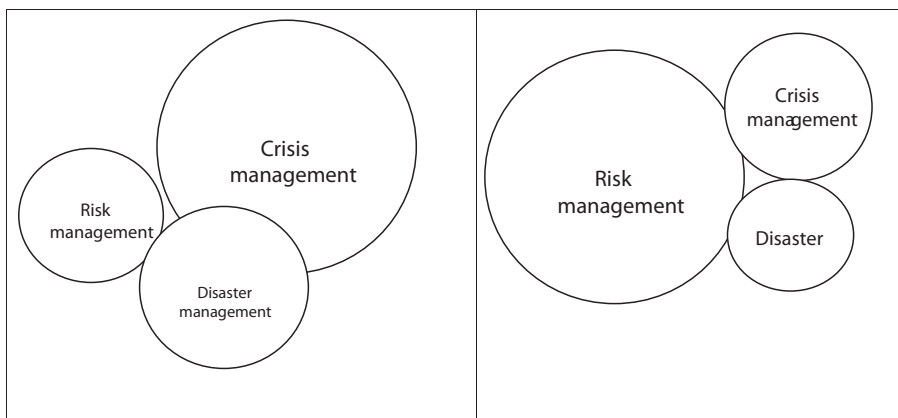 Crisis
management
Risk
management
Disaster
management
Risk
management
Crisis
management
Disaster